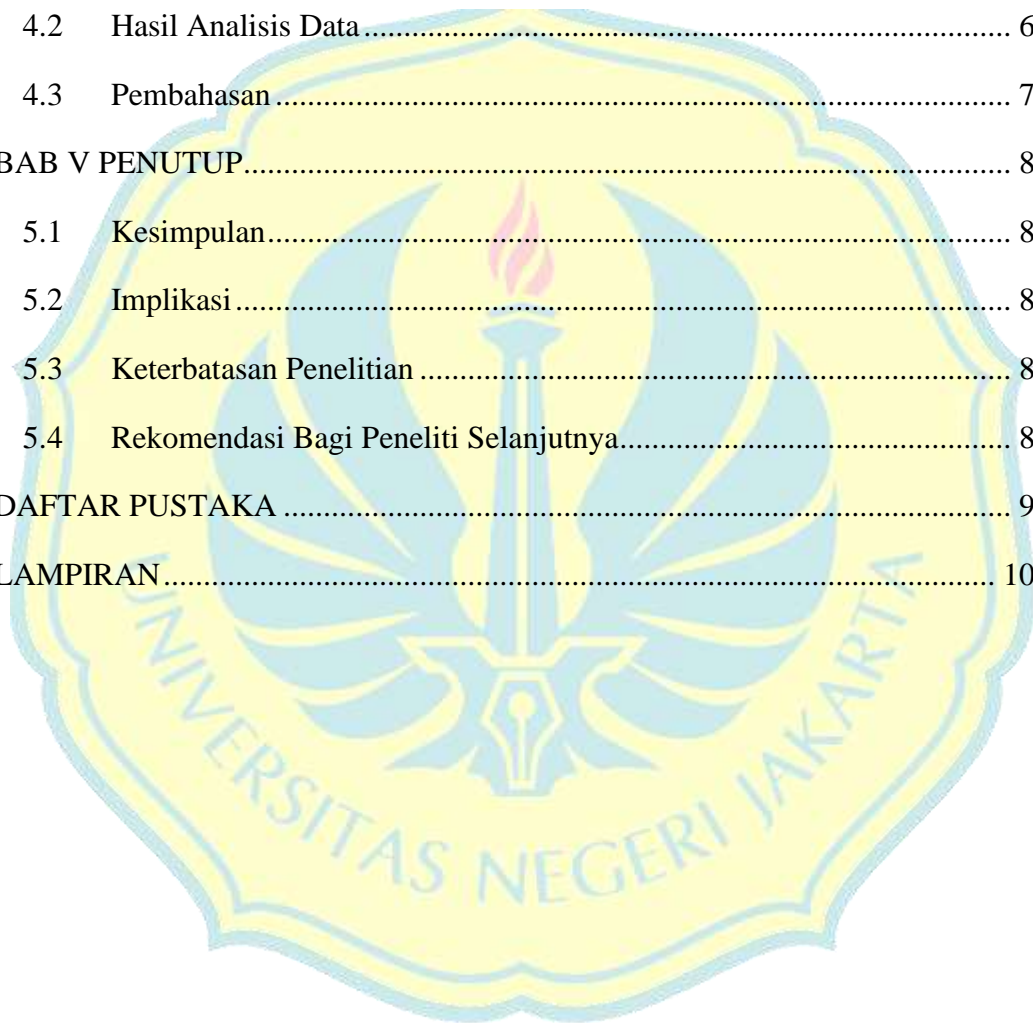 4.2 Hasil Analisis Data.......................................................................................... 6
4.3 Pembahasan..................................................................................................... 7
BAB V PENUTUP..................................................................................................... 8
5.1 Kesimpulan...................................................................................................... 8
5.2 Implikasi.......................................................................................................... 8
5.3 Keterbatasan Penelitian.................................................................................. 8
5.4 Rekomendasi Bagi Peneliti Selanjutnya........................................................ 8
DAFTAR PUSTAKA................................................................................................. 9
LAMPIRAN............................................................................................................ 10
UNIVERSITAS NEGERI JAKARTA